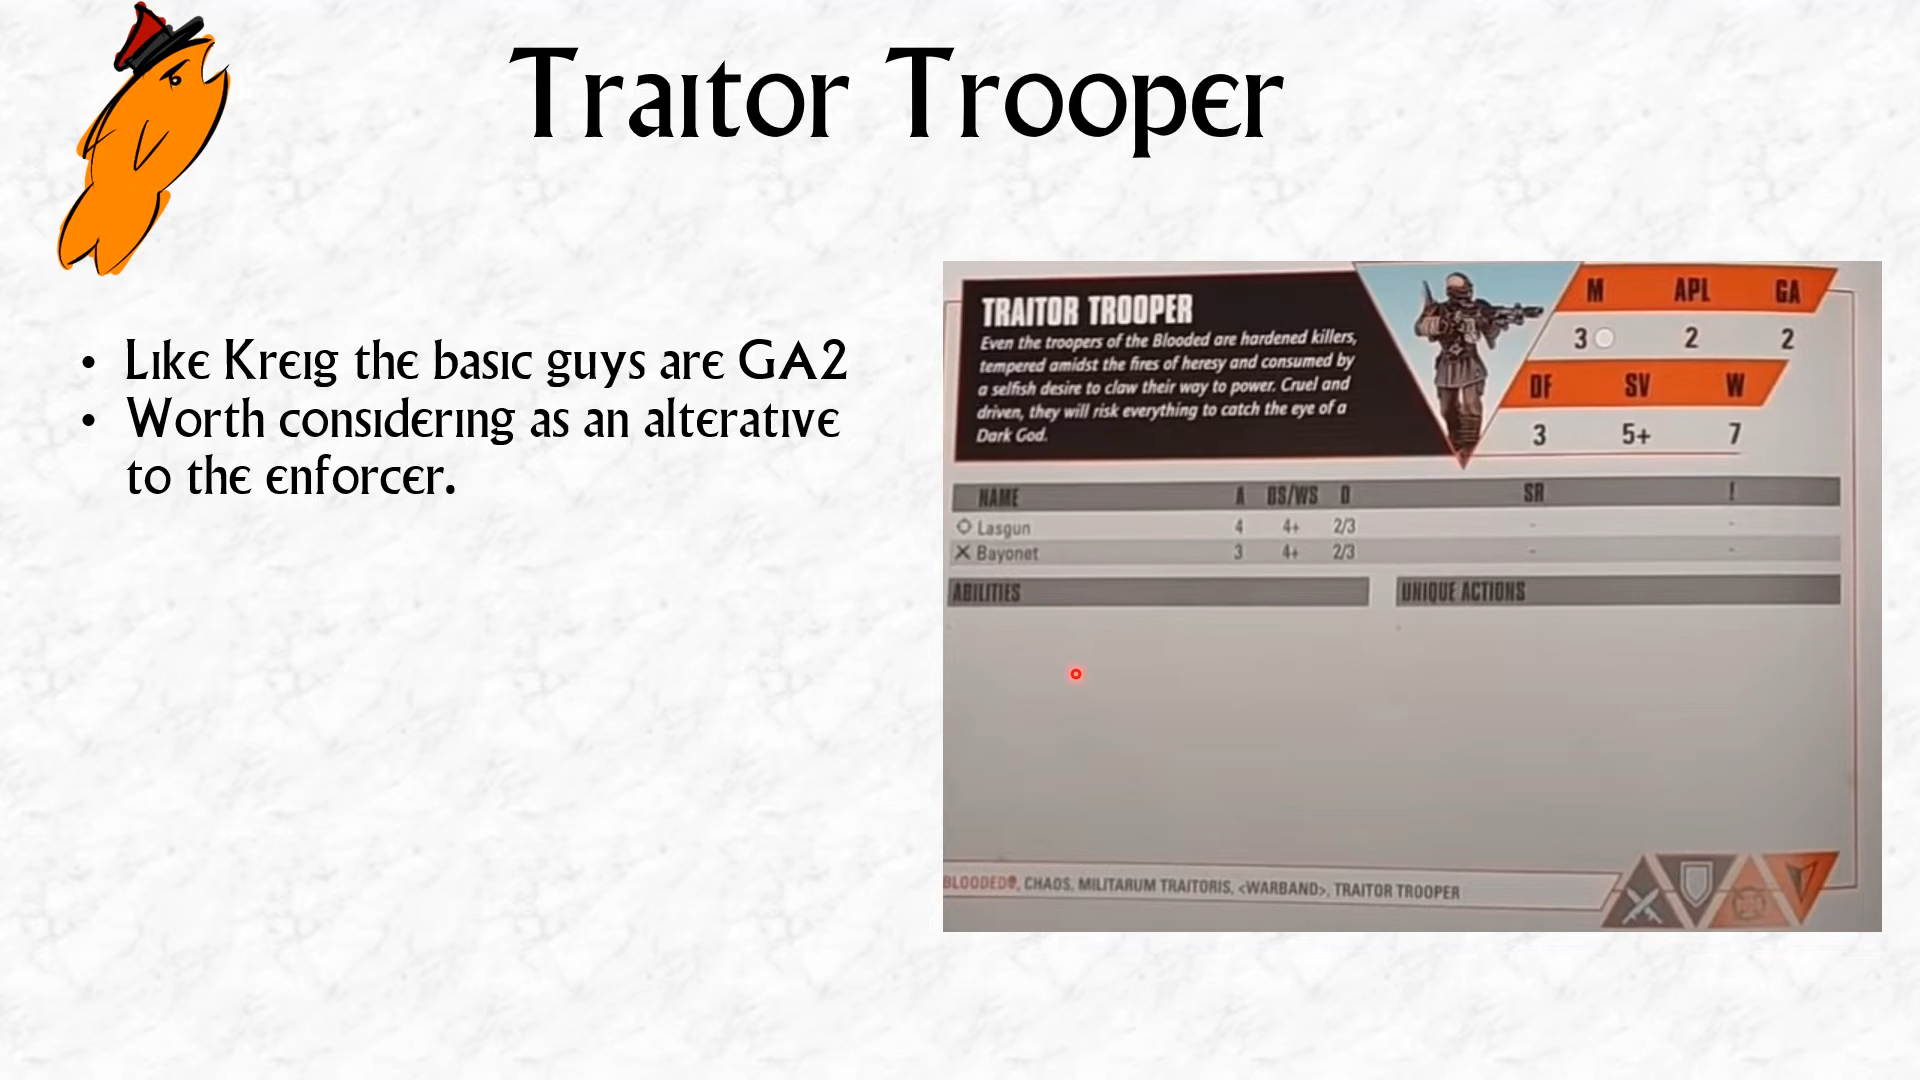 Traitor Trooper
• Like Kreig the basic guys are GA2
• Worth considering as an alterative
to the enforcer.
TRAITOR TROOPER
Even the troopers of the Blooded are hardened killers,
tempered amidst the fires of heresy and consumed by
a selfish desire to claw their way to power. Cruel and
driven, they will risk everything to catch the eye of a
Dark God.
M APL GA
3 2 2
DF SV W
3 5+ 7
NAME A BS/WS D SR !
Lasgun 4 4+ 2/3 - -
Bayonet 3 4+ 2/3 - -
ABILITIES UNIQUE ACTIONS
BLOODED, CHAOS, MILITARUM TRAITORIS, <WARBAND>, TRAITOR TROOPER